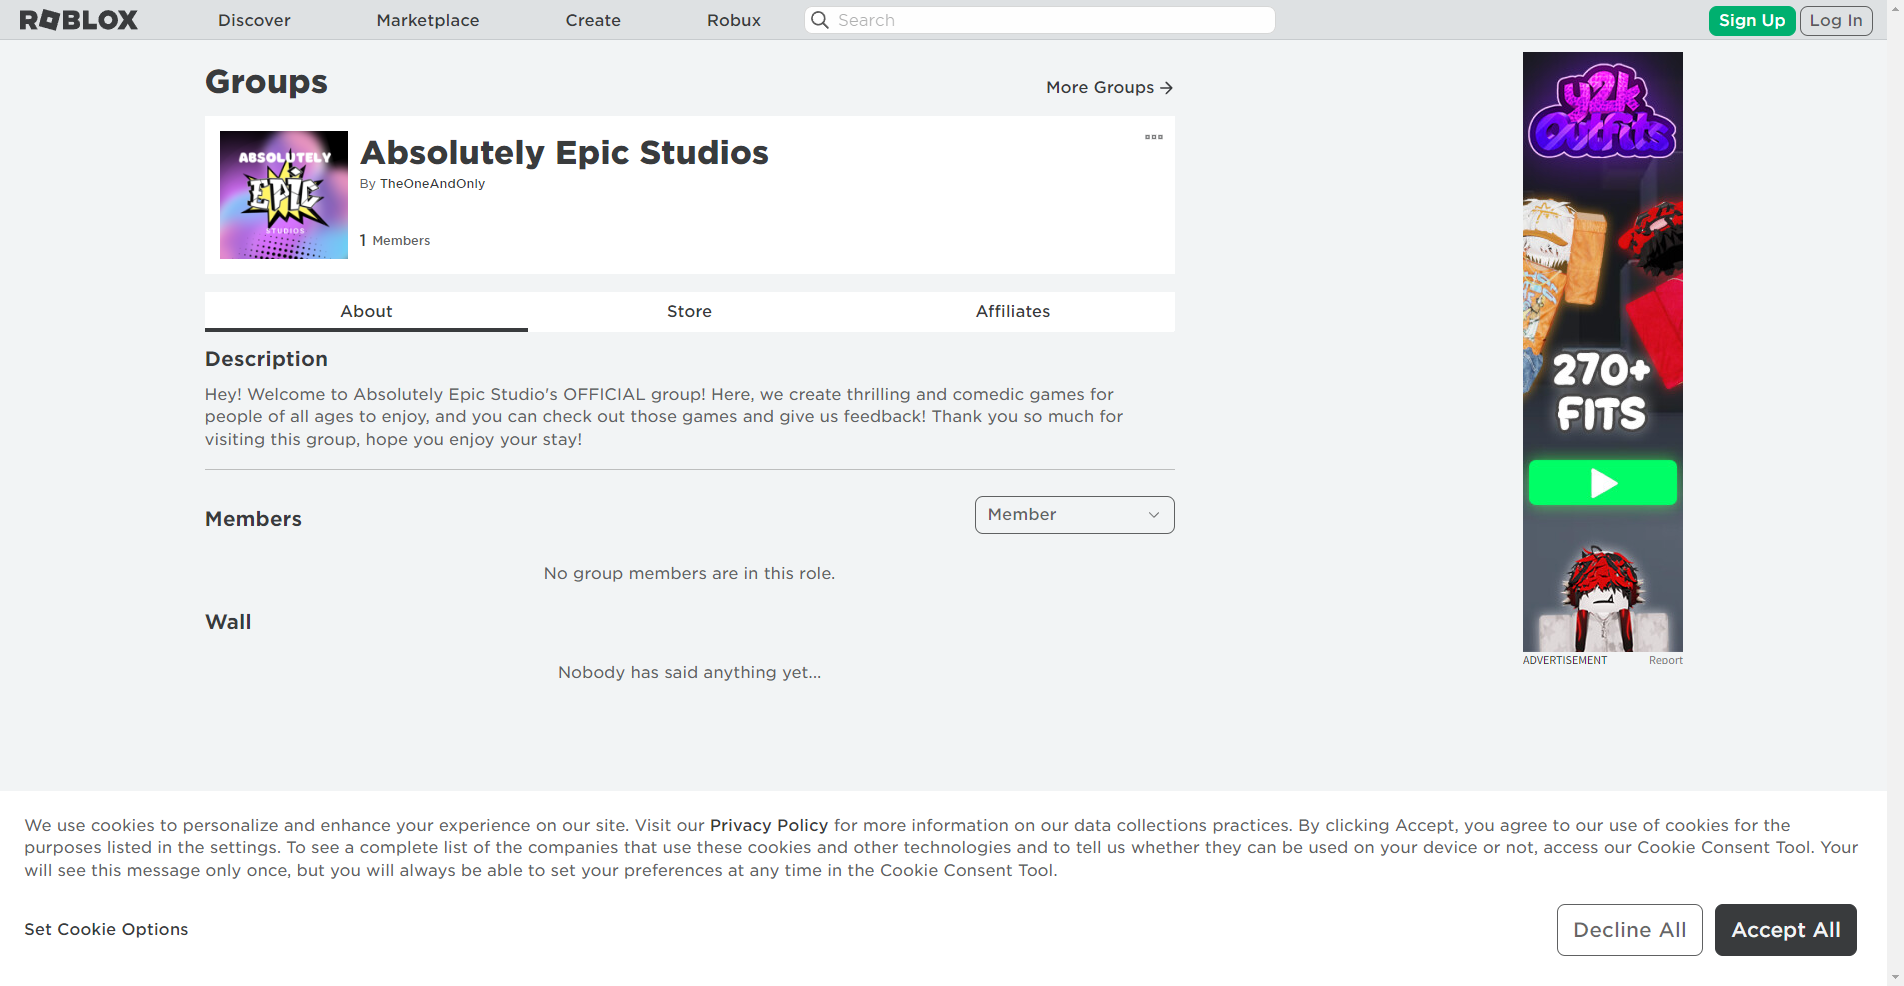 ROBLOX
Discover
Marketplace
Create
Robux
Search
Sign Up
Log In
Groups
More Groups →
ABSOLUTELY
EPIC
STUDIOS
Absolutely Epic Studios
By TheOneAndOnly
1 Members
About
Store
Affiliates
Description
Hey! Welcome to Absolutely Epic Studio's OFFICIAL group! Here, we create thrilling and comedic games for
people of all ages to enjoy, and you can check out those games and give us feedback! Thank you so much for
visiting this group, hope you enjoy your stay!
Members
Member
No group members are in this role.
Wall
Nobody has said anything yet...
y2k
Outfits
270+
FITS
ADVERTISEMENT
Report
We use cookies to personalize and enhance your experience on our site. Visit our Privacy Policy for more information on our data collections practices. By clicking Accept, you agree to our use of cookies for the
purposes listed in the settings. To see a complete list of the companies that use these cookies and other technologies and to tell us whether they can be used on your device or not, access our Cookie Consent Tool. Your
will see this message only once, but you will always be able to set your preferences at any time in the Cookie Consent Tool.
Set Cookie Options
Decline All
Accept All